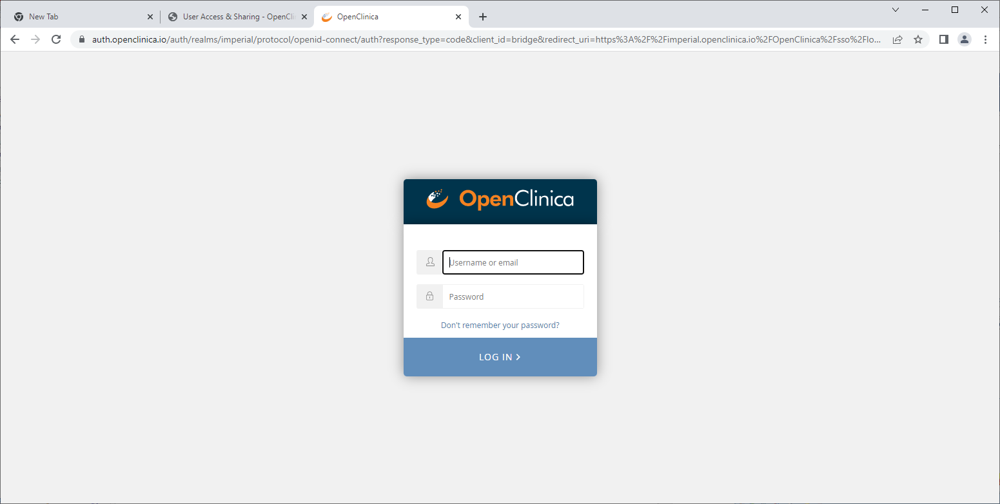 New Tab
User Access & Sharing - OpenCli
OpenClinica
auth.openclinica.io/auth/realms/imperial/protocol/openid-connect/auth?response_type=code&client_id=bridge&redirect_uri=https%3A%2F%2Fimperial.openclinica.io%2FOpenClinica%2Fsso%2Flo...
OpenClinica
Username or email
Password
Don't remember your password?
LOG IN